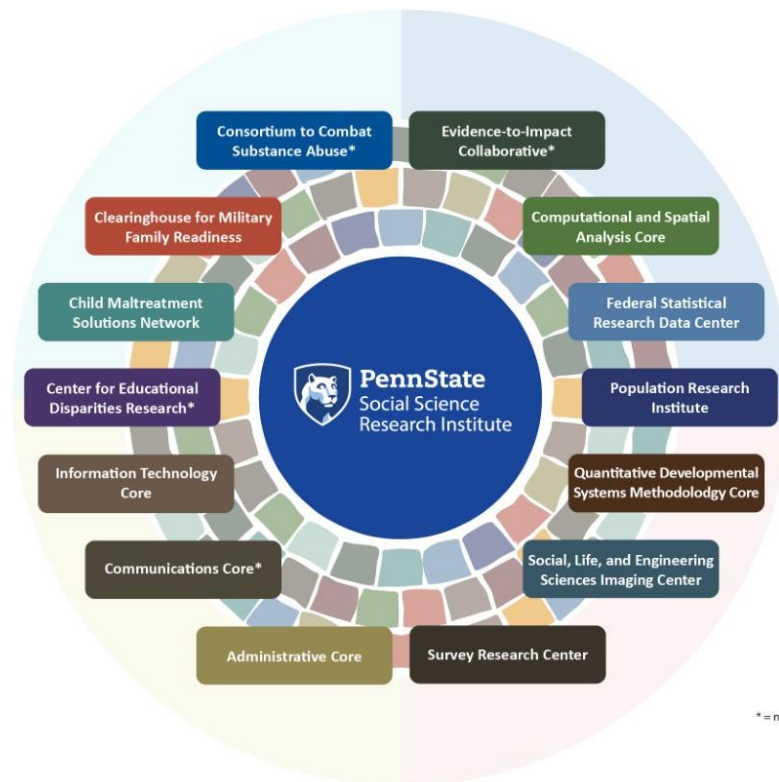 Consortium to Combat
Substance Abuse*
Evidence-to-Impact
Collaborative*
Clearinghouse for Military
Family Readiness
Computational and Spatial
Analysis Core
Child Maltreatment
Solutions Network
Federal Statistical
Research Data Center
PennState
Social Science
Research Institute
Center for Educational
Disparities Research*
Population Research
Institute
Information Technology
Core
Quantitative Developmental
Systems Methodolodgy Core
Communications Core*
Social, Life, and Engineering
Sciences Imaging Center
Administrative Core
Survey Research Center
* = n